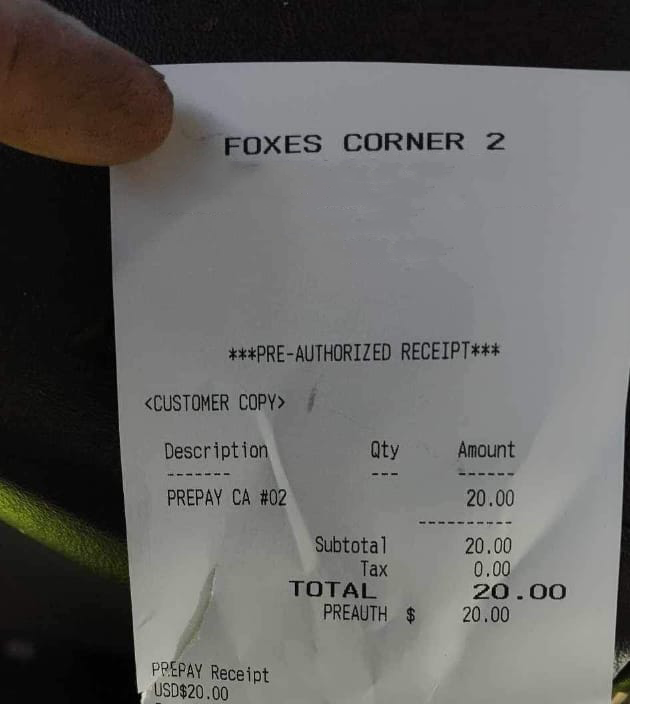 FOXES CORNER 2
***PRE-AUTHORIZED RECEIPT***
<CUSTOMER COPY>
Description Qty Amount
------- --- ------
PREPAY CA #02 20.00
----------
Subtotal 20.00
Tax 0.00
TOTAL 20.00
PREAUTH $ 20.00
PREPAY Receipt
USD$20.00